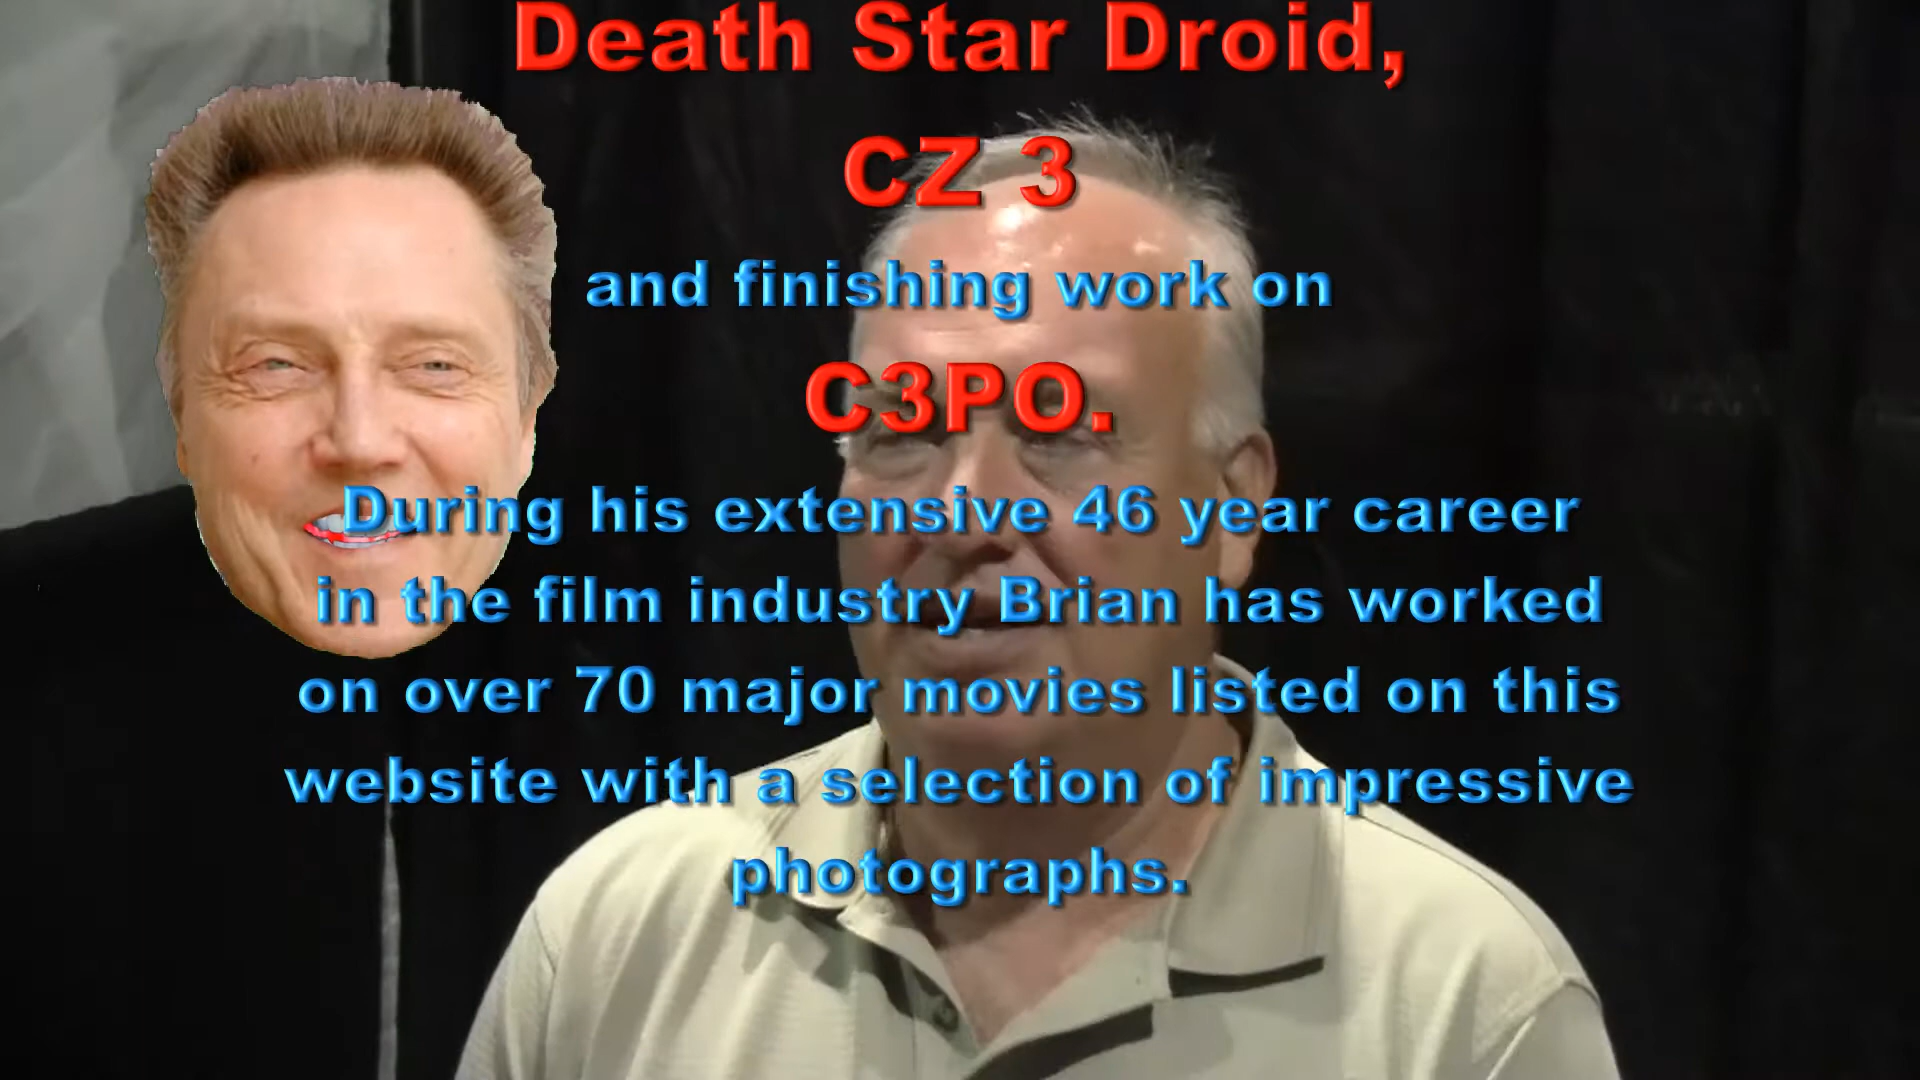 Death Star Droid,
CZ 3
and finishing work on
C3PO.
During his extensive 46 year career
in the film industry Brian has worked
on over 70 major movies listed on this
website with a selection of impressive
photographs.